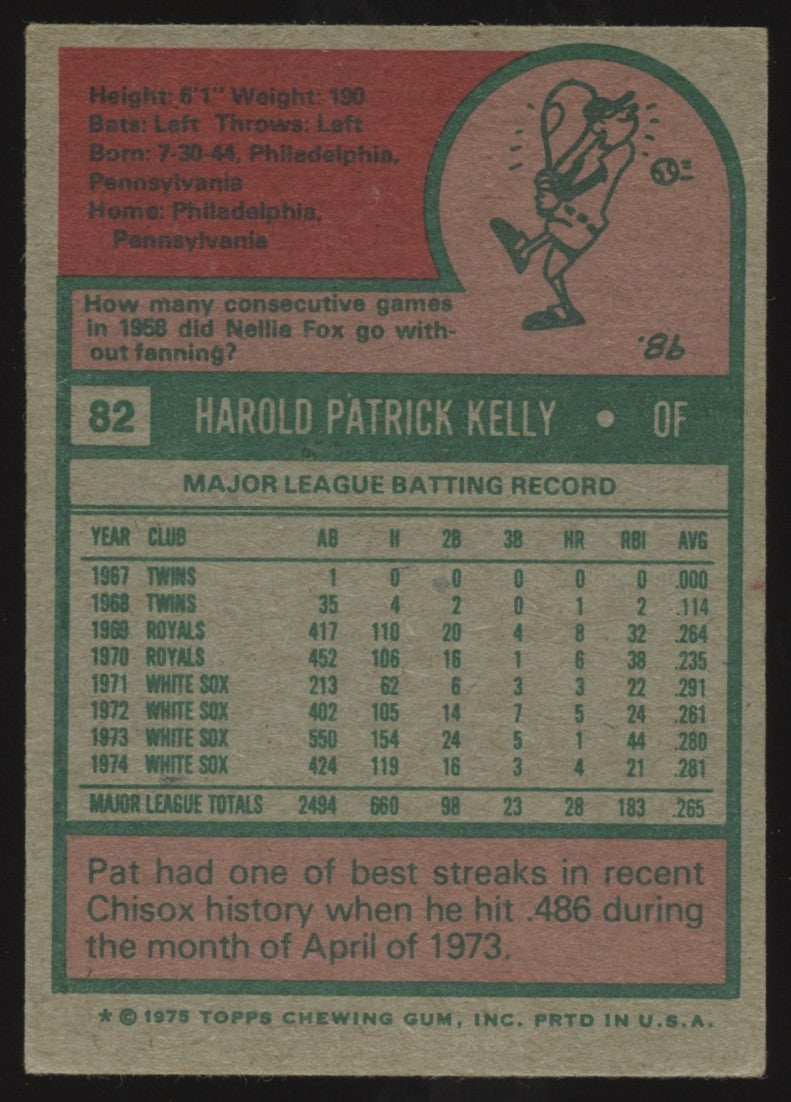 Height: 6'1" Weight: 190
Bats: Left Throws: Left
Born: 7-30-44, Philadelphia,
Pennsylvania
Home: Philadelphia,
Pennsylvania
How many consecutive games
in 1958 did Nellie Fox go with-
out fanning?
98.
82 HAROLD PATRICK KELLY • OF
MAJOR LEAGUE BATTING RECORD
YEAR CLUB AB H 2B 3B HR RBI AVG
1967 TWINS 1 0 0 0 0 0 .000
1968 TWINS 35 4 2 0 1 2 .114
1969 ROYALS 417 110 20 4 8 32 .264
1970 ROYALS 452 106 16 1 6 38 .235
1971 WHITE SOX 213 62 6 3 3 22 .291
1972 WHITE SOX 402 105 14 7 5 24 .261
1973 WHITE SOX 550 154 24 5 1 44 .280
1974 WHITE SOX 424 119 16 3 4 21 .281
MAJOR LEAGUE TOTALS 2494 660 98 23 28 183 .265
Pat had one of best streaks in recent
Chisox history when he hit .486 during
the month of April of 1973.
* © 1975 TOPPS CHEWING GUM, INC. PRTD IN U.S.A.